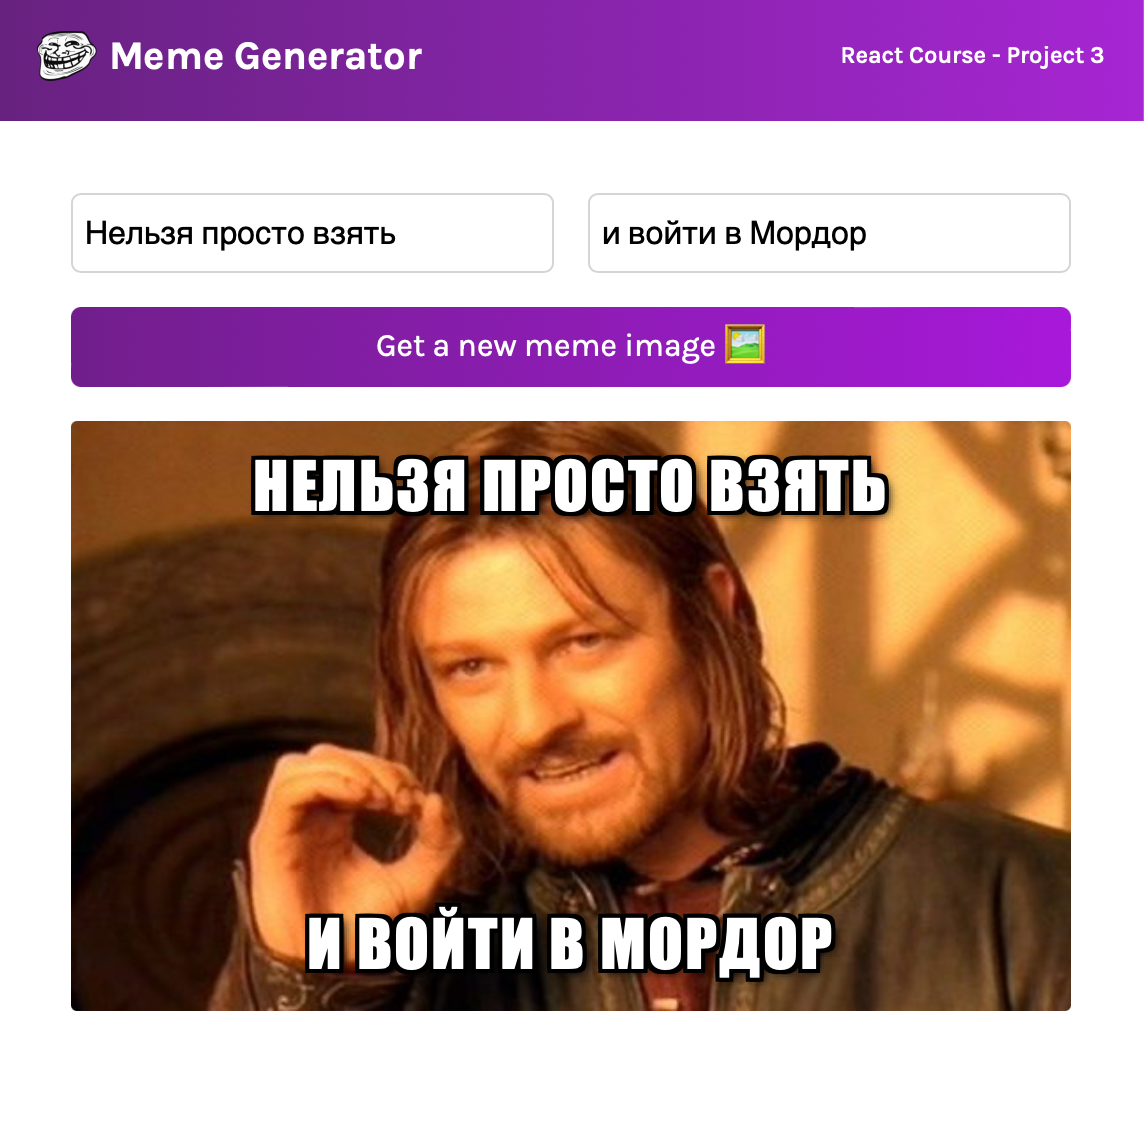 Meme Generator
React Course - Project 3
Нельзя просто взять
и войти в Мордор
Get a new meme image
НЕЛЬЗЯ ПРОСТО ВЗЯТЬ
И ВОЙТИ В МОРДОР